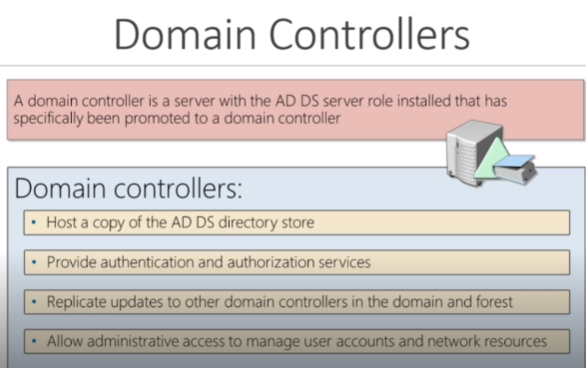 Domain Controllers
A domain controller is a server with the AD DS server role installed that has
specifically been promoted to a domain controller
Domain controllers:
• Host a copy of the AD DS directory store
• Provide authentication and authorization services
• Replicate updates to other domain controllers in the domain and forest
• Allow administrative access to manage user accounts and network resources